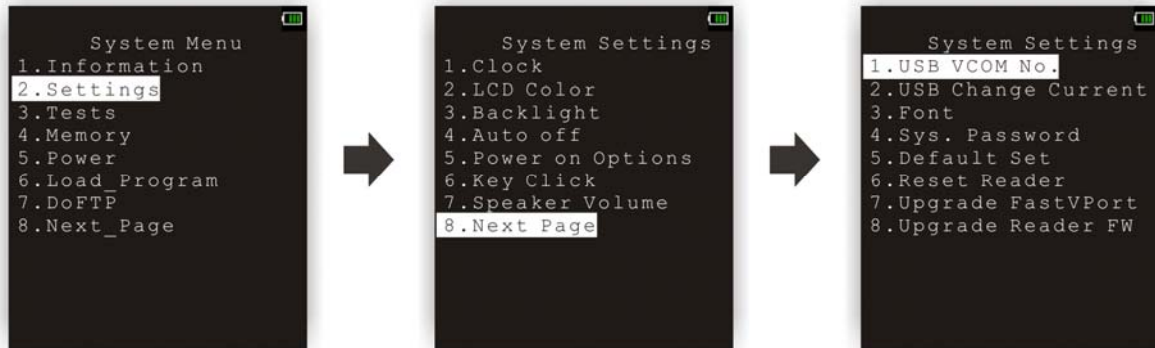 System Menu
1.Information
2.Settings
3.Tests
4.Memory
5.Power
6.Load_Program
7.DoFTP
8.Next_Page
System Settings
1.Clock
2.LCD Color
3.Backlight
4.Auto off
5.Power on Options
6.Key Click
7.Speaker Volume
8.Next Page
System Settings
1.USB VCOM No.
2.USB Change Current
3.Font
4.Sys. Password
5.Default Set
6.Reset Reader
7.Upgrade FastVPort
8.Upgrade Reader FW